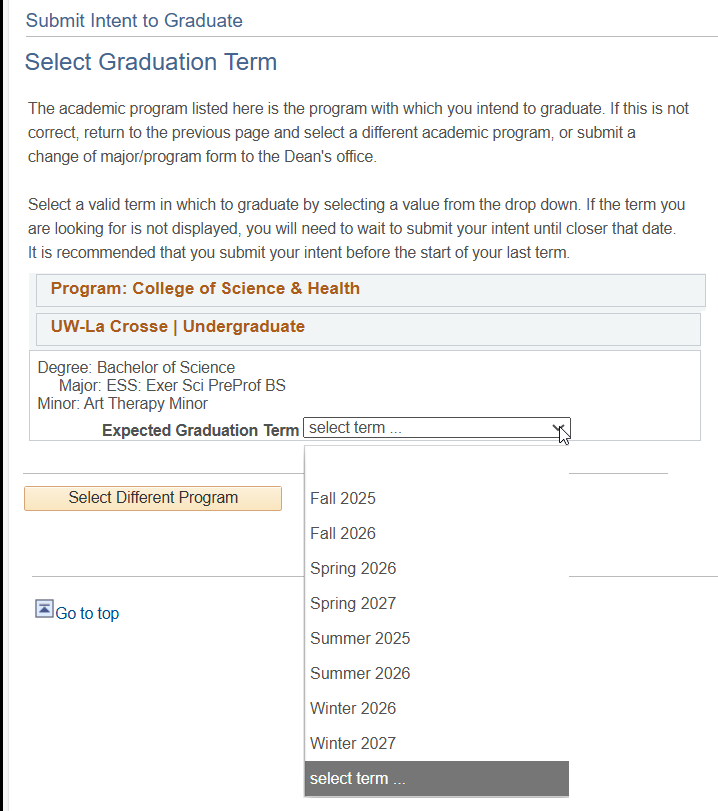 Submit Intent to Graduate
Select Graduation Term
The academic program listed here is the program with which you intend to graduate. If this is not
correct, return to the previous page and select a different academic program, or submit a
change of major/program form to the Dean's office.
Select a valid term in which to graduate by selecting a value from the drop down. If the term you
are looking for is not displayed, you will need to wait to submit your intent until closer that date.
It is recommended that you submit your intent before the start of your last term.
Program: College of Science & Health
UW-La Crosse | Undergraduate
Degree: Bachelor of Science
Major: ESS: Exer Sci PreProf BS
Minor: Art Therapy Minor
Expected Graduation Term select term ...
Select Different Program
Fall 2025
Fall 2026
Spring 2026
Spring 2027
Summer 2025
Summer 2026
Winter 2026
Winter 2027
select term ...
Go to top